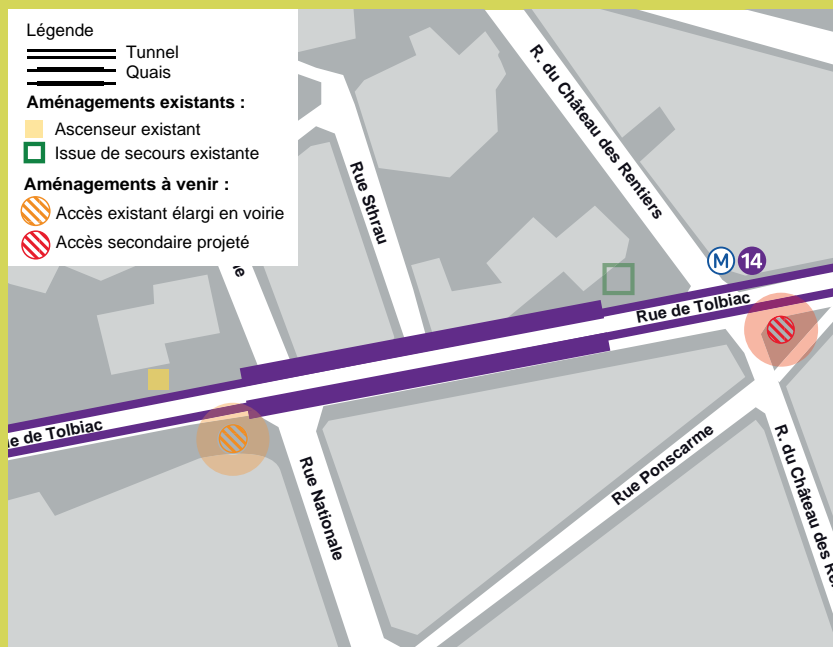 Légende
Tunnel
Quais
Aménagements existants :
Ascenseur existant
Issue de secours existante
Aménagements à venir :
Accès existant élargi en voirie
Accès secondaire projeté
R. du Château des Rentiers
Rue Sthrau
M 14
Rue de Tolbiac
de Tolbiac
Rue Nationale
Rue Ponscarme
R. du Château des